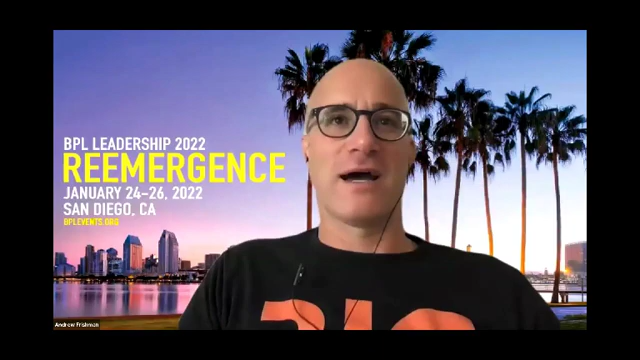 BPL LEADERSHIP 2022
REEMERGENCE
JANUARY 24-26, 2022
SAN DIEGO, CA
BPLEVENTS.ORG
Andrew Frishman